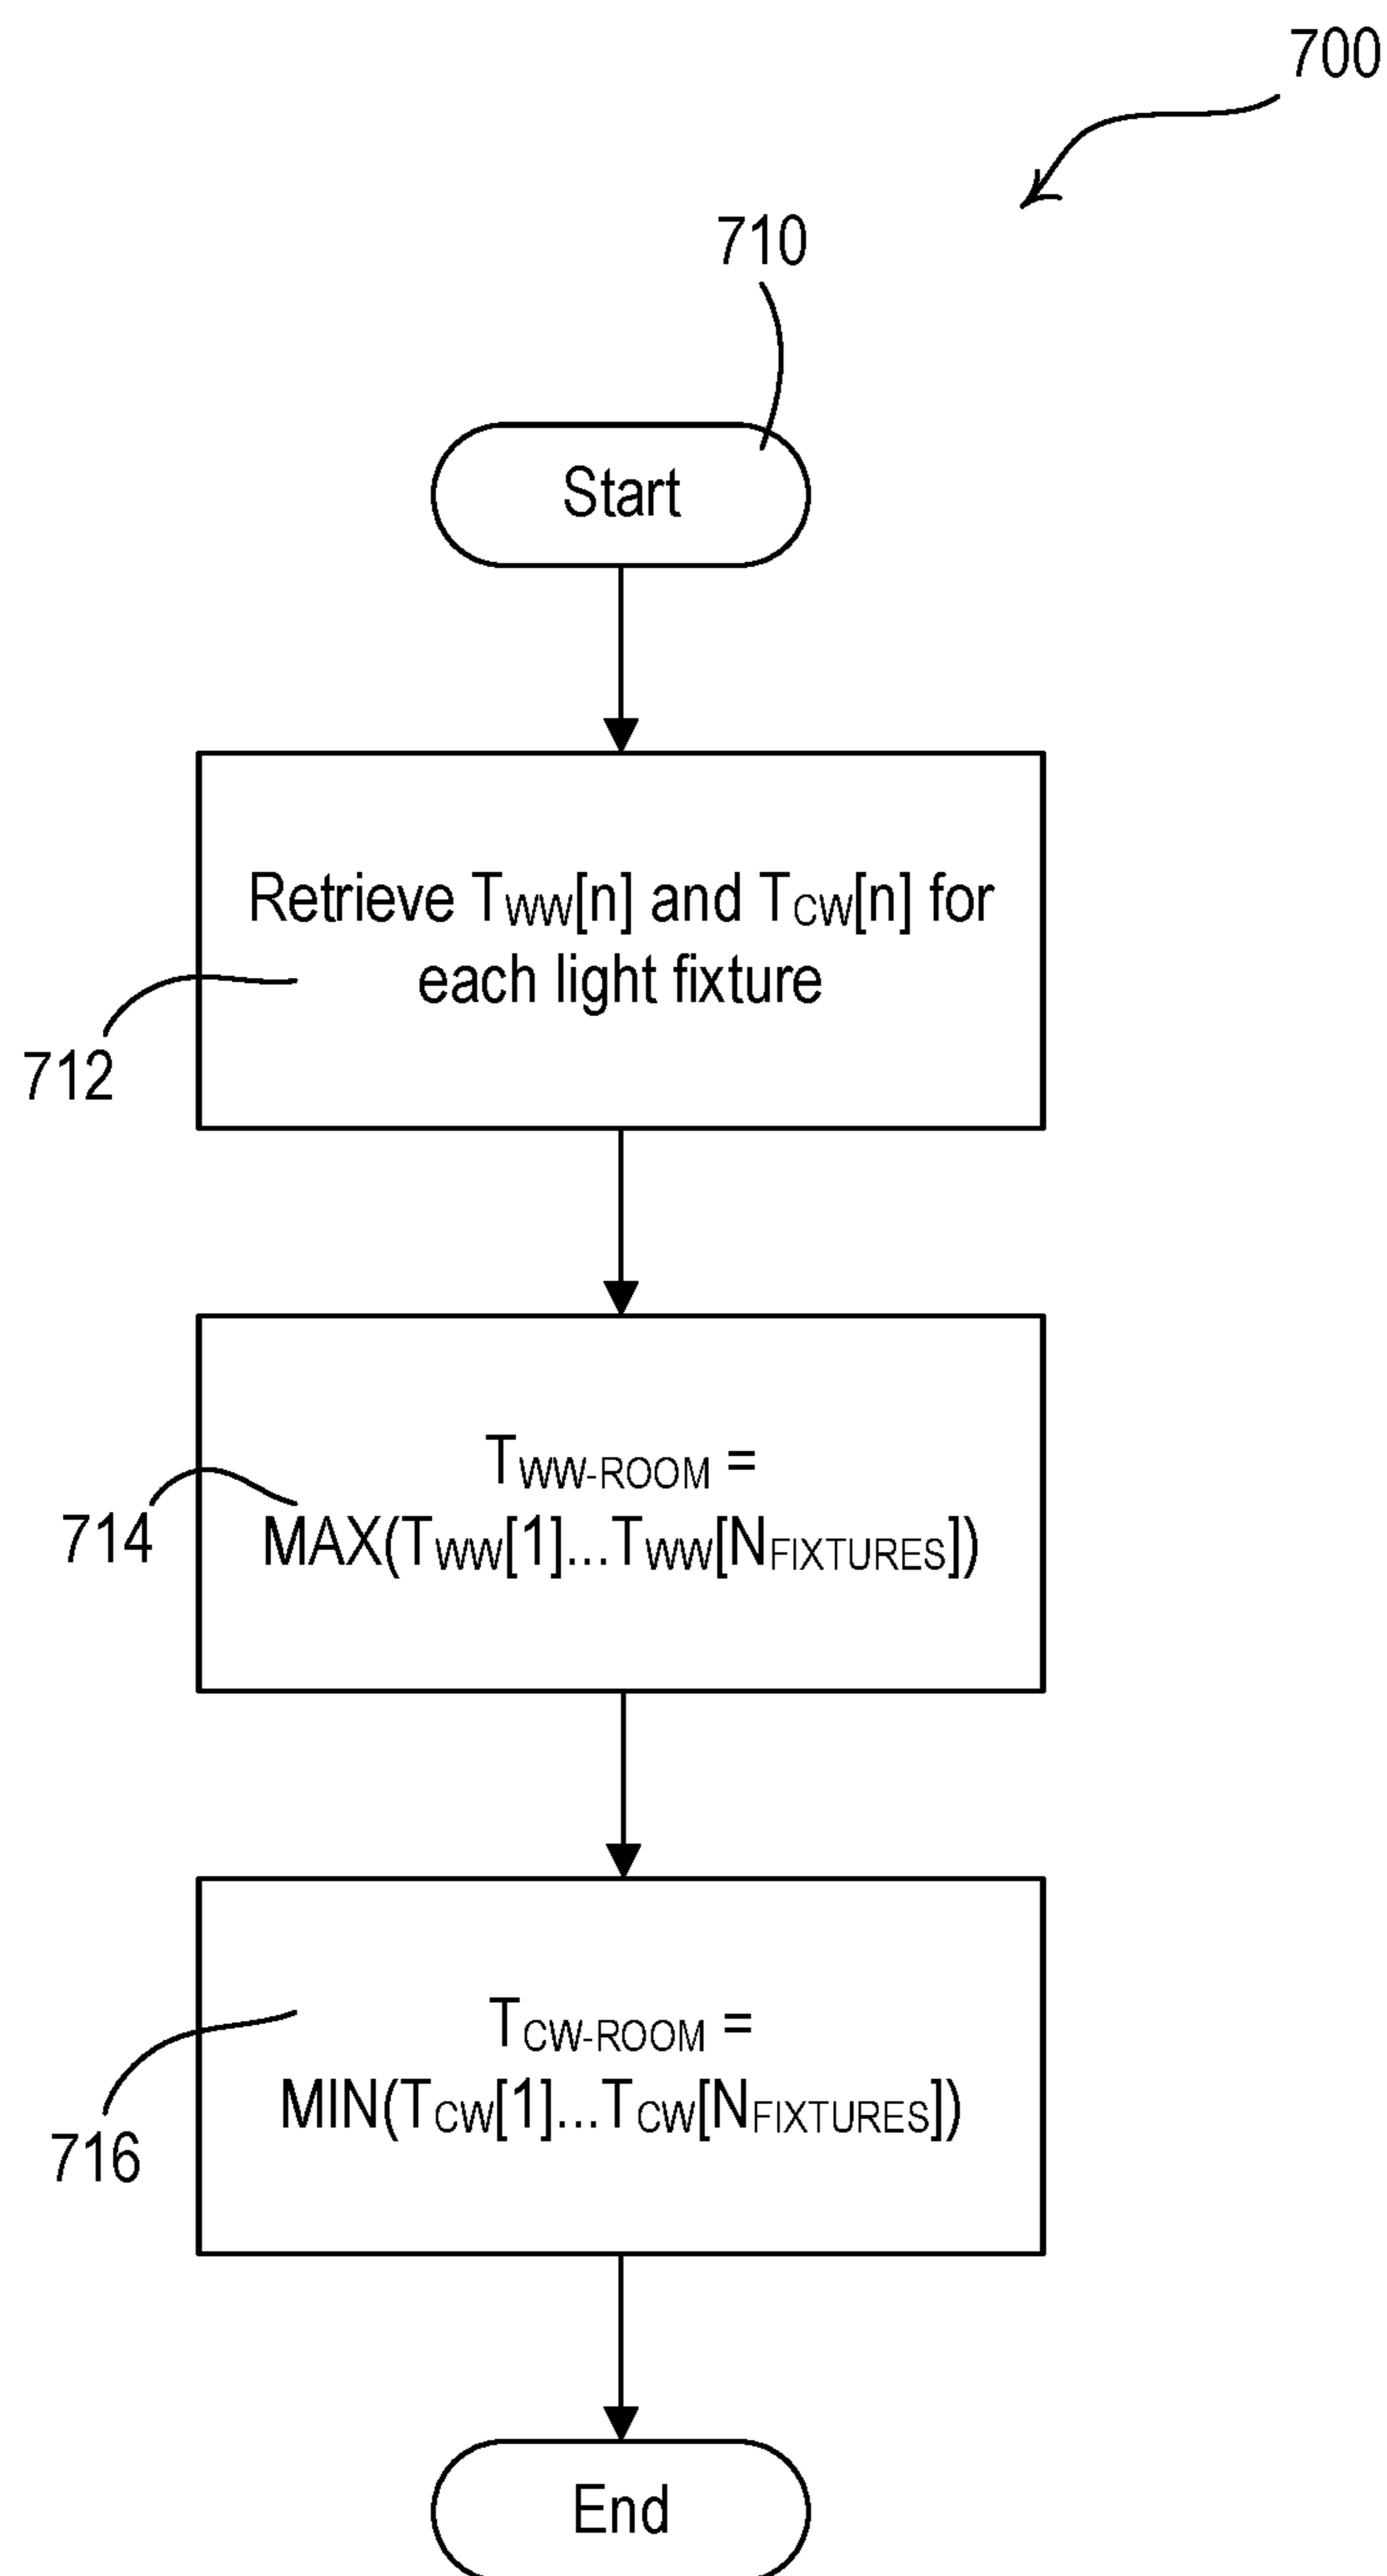 700
710
Start
Retrieve TWW[n] and TCW[n] for
each light fixture
712
TWW-ROOM =
MAX(TWW[1]...TWW[NFIXTURES])
714
TCW-ROOM =
MIN(TCW[1]...TCW[NFIXTURES])
716
End